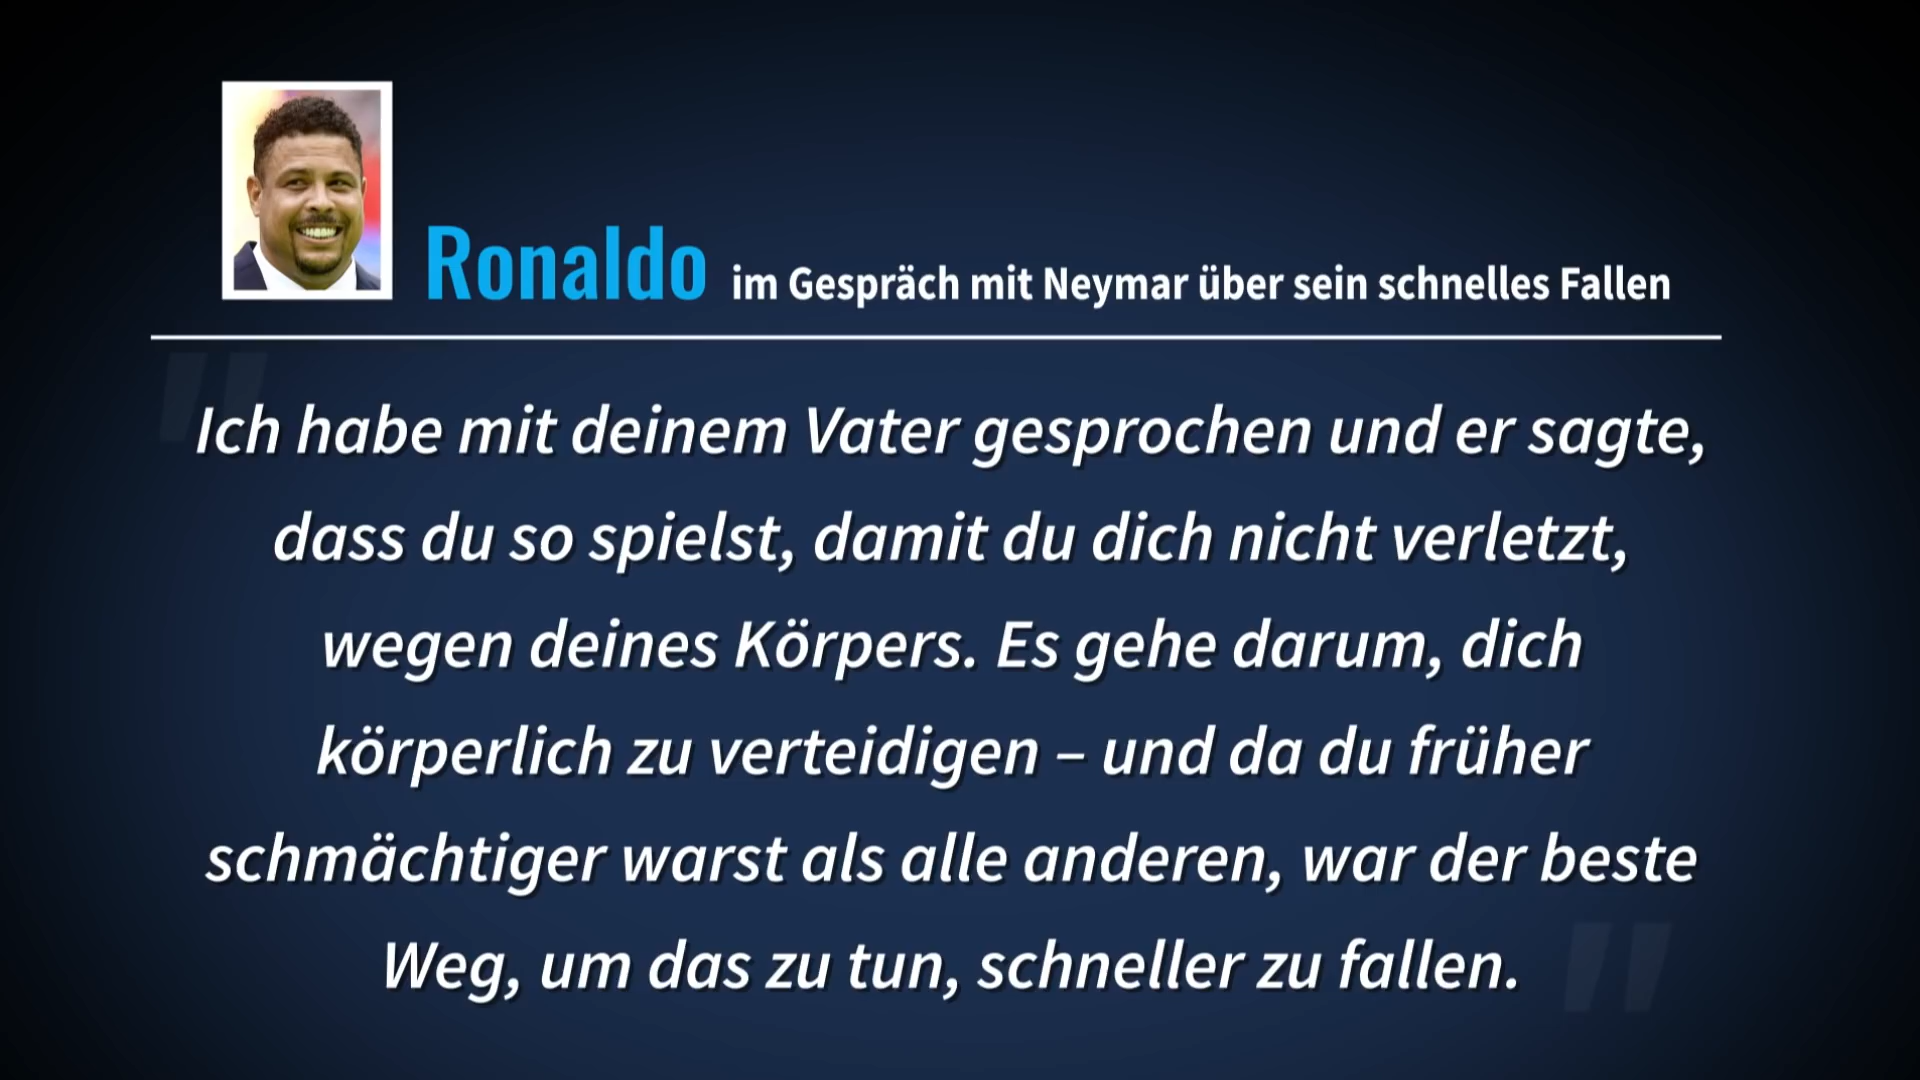 Ronaldo im Gespräch mit Neymar über sein schnelles Fallen
"Ich habe mit deinem Vater gesprochen und er sagte,
dass du so spielst, damit du dich nicht verletzt,
wegen deines Körpers. Es gehe darum, dich
körperlich zu verteidigen – und da du früher
schmächtiger warst als alle anderen, war der beste
Weg, um das zu tun, schneller zu fallen."